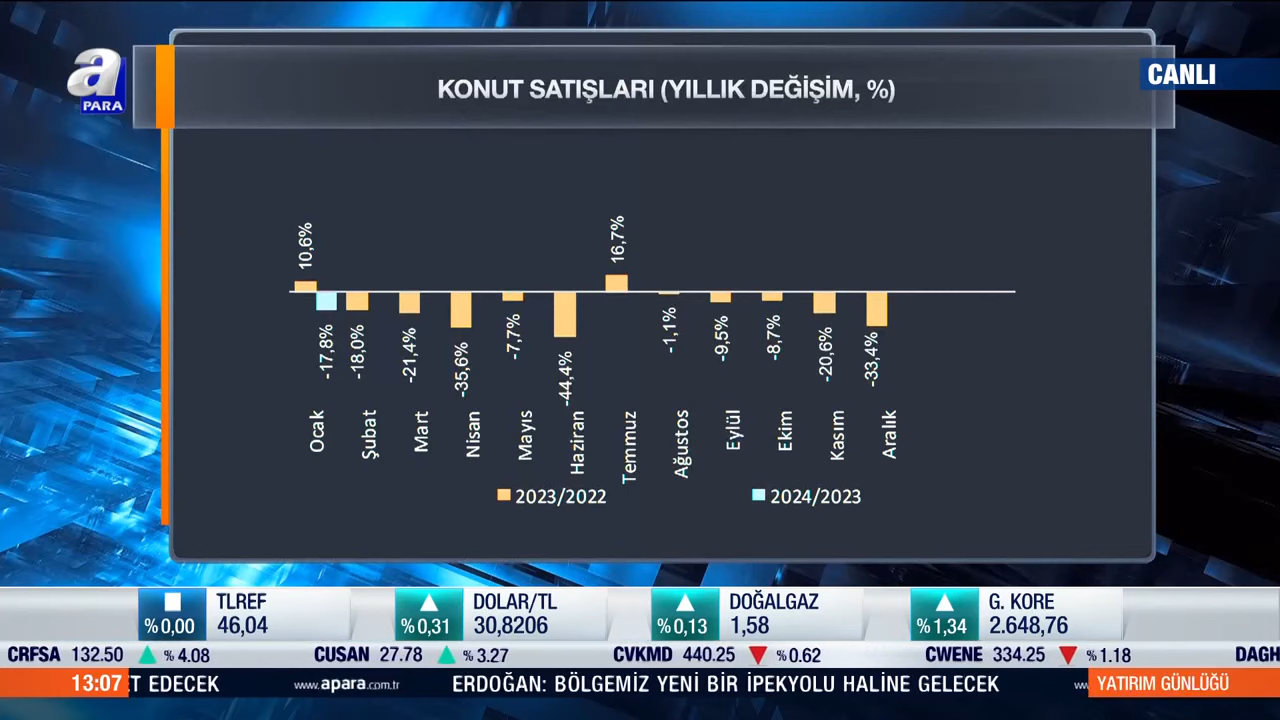 a
PARA
KONUT SATIŞLARI (YILLIK DEĞİŞİM, %)
CANLI
10,6%
-17,8%
-18,0%
-21,4%
-35,6%
-7,7%
-44,4%
16,7%
-1,1%
-9,5%
-8,7%
-20,6%
-33,4%
Ocak
Şubat
Mart
Nisan
Mayıs
Haziran
Temmuz
Ağustos
Eylül
Ekim
Kasım
Aralık
2023/2022
2024/2023
TLREF
% 0,00
46,04
DOLAR/TL
% 0,31
30,8206
DOĞALGAZ
% 0,13
1,58
G. KORE
% 1,34
2.648,76
CRFSA 132.50 % 4.08 CUSAN 27.78 % 3.27 CVKMD 440.25 % 0.62 CWENE 334.25 % 1.18 DAGH
13:07 ET EDECEK www.apara.com.tr ERDOĞAN: BÖLGEMİZ YENİ BİR İPEKYOLU HALİNE GELECEK ww YATIRIM GÜNLÜĞÜ